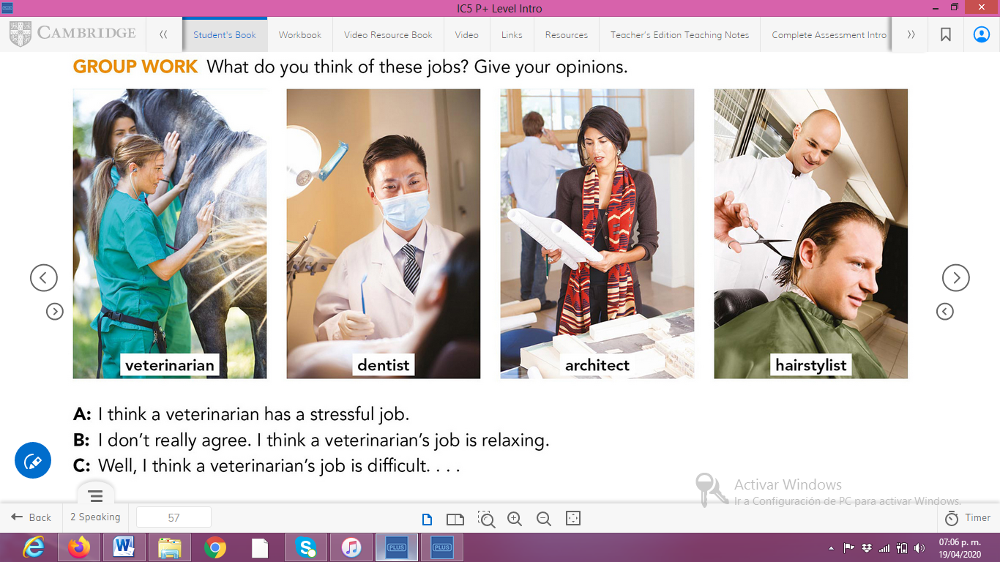 IC5 P+ Level Intro
CAMBRIDGE
Student's Book
Workbook
Video Resource Book
Video
Links
Resources
Teacher's Edition Teaching Notes
Complete Assessment Intro
GROUP WORK What do you think of these jobs? Give your opinions.
veterinarian
dentist
architect
hairstylist
A: I think a veterinarian has a stressful job.
B: I don't really agree. I think a veterinarian's job is relaxing.
C: Well, I think a veterinarian's job is difficult. . . .
Activar Windows
Ir a Configuración de PC para activar Windows.
Back
2 Speaking
57
Timer
PLUS
PLUS
07:06 p. m.
19/04/2020